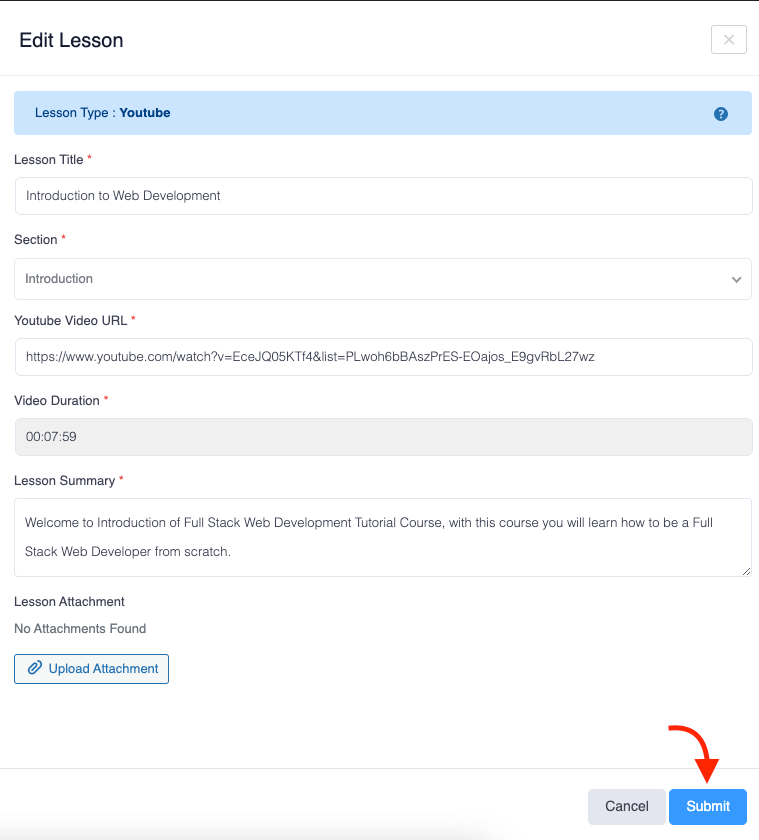 Edit Lesson
Lesson Type : Youtube
Lesson Title *
Introduction to Web Development
Section *
Introduction
Youtube Video URL *
https://www.youtube.com/watch?v=EceJQ05KTf4&list=PLwoh6bBAszPrES-EOajos_E9gvRbL27wz
Video Duration *
00:07:59
Lesson Summary *
Welcome to Introduction of Full Stack Web Development Tutorial Course, with this course you will learn how to be a Full
Stack Web Developer from scratch.
Lesson Attachment
No Attachments Found
Upload Attachment
Cancel Submit